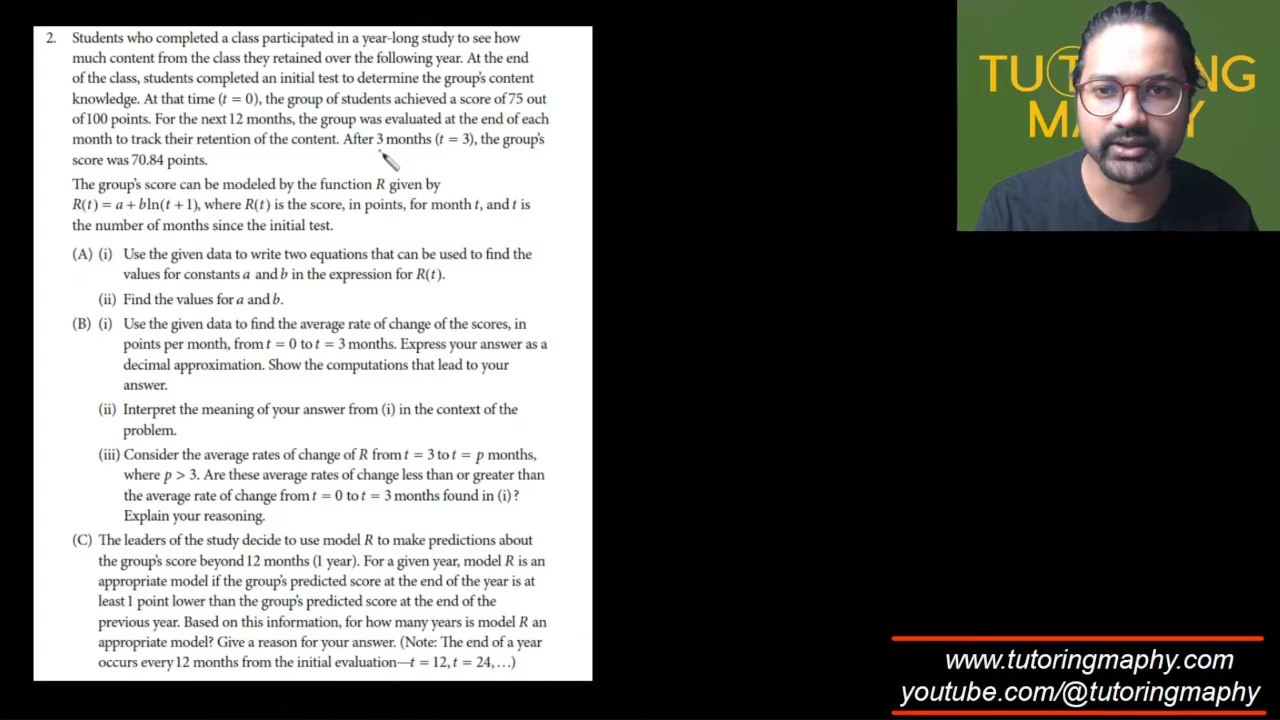 2. Students who completed a class participated in a year-long study to see how
much content from the class they retained over the following year. At the end
of the class, students completed an initial test to determine the group's content
knowledge. At that time (t = 0), the group of students achieved a score of 75 out
of 100 points. For the next 12 months, the group was evaluated at the end of each
month to track their retention of the content. After 3 months (t = 3), the group's
score was 70.84 points.
The group's score can be modeled by the function R given by
R(t) = a + bln(t + 1), where R(t) is the score, in points, for month t, and t is
the number of months since the initial test.
(A) (i) Use the given data to write two equations that can be used to find the
values for constants a and b in the expression for R(t).
(ii) Find the values for a and b.
(B) (i) Use the given data to find the average rate of change of the scores, in
points per month, from t = 0 to t = 3 months. Express your answer as a
decimal approximation. Show the computations that lead to your
answer.
(ii) Interpret the meaning of your answer from (i) in the context of the
problem.
(iii) Consider the average rates of change of R from t = 3 to t = p months,
where p > 3. Are these average rates of change less than or greater than
the average rate of change from t = 0 to t = 3 months found in (i)?
Explain your reasoning.
(C) The leaders of the study decide to use model R to make predictions about
the group's score beyond 12 months (1 year). For a given year, model R is an
appropriate model if the group's predicted score at the end of the year is at
least 1 point lower than the group's predicted score at the end of the
previous year. Based on this information, for how many years is model R an
appropriate model? Give a reason for your answer. (Note: The end of a year
occurs every 12 months from the initial evaluation—t = 12, t = 24,...)
www.tutoringmaphy.com
youtube.com/@tutoringmaphy